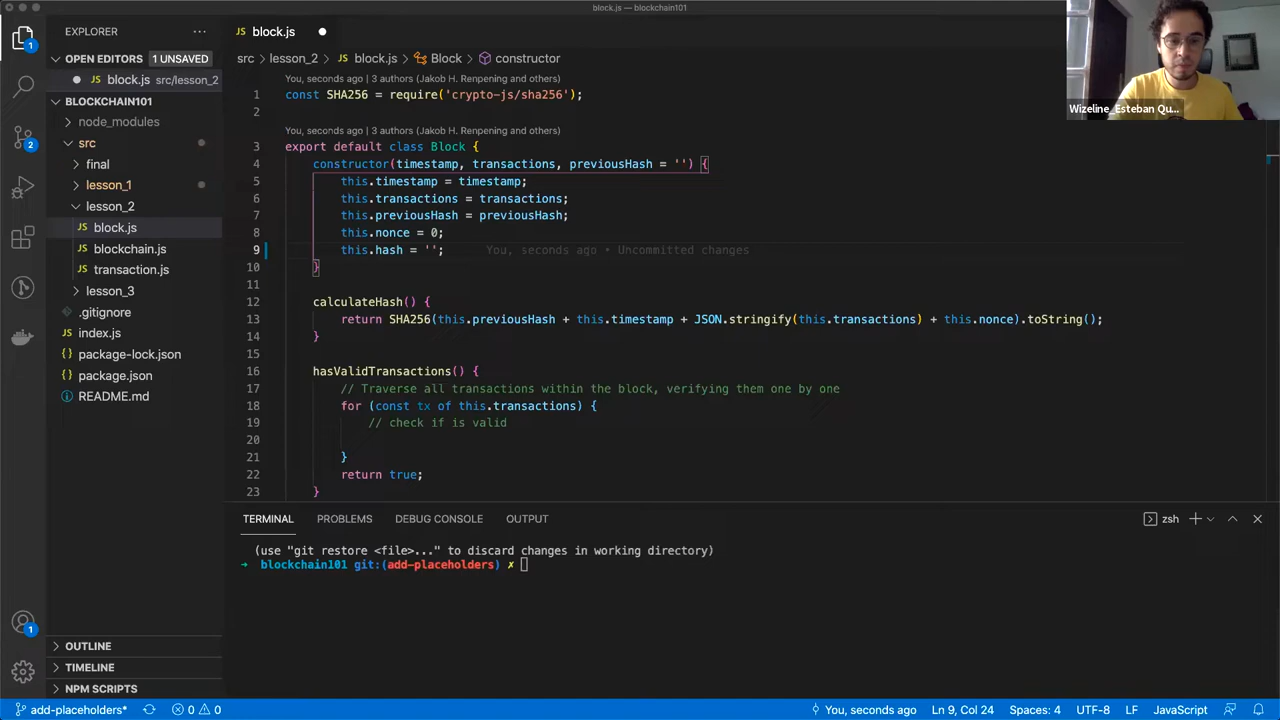 block.js — blockchain101
EXPLORER
OPEN EDITORS 1 UNSAVED
JS block.js src/lesson_2
BLOCKCHAIN101
node_modules
src
final
lesson_1
lesson_2
JS block.js
JS blockchain.js
JS transaction.js
lesson_3
.gitignore
JS index.js
{} package-lock.json
{} package.json
README.md
OUTLINE
TIMELINE
NPM SCRIPTS
1
2
1
JS block.js
src > lesson_2 > JS block.js > Block > constructor
You, seconds ago | 3 authors (Jakob H. Renpening and others)
1 const SHA256 = require('crypto-js/sha256');
2
You, seconds ago | 3 authors (Jakob H. Renpening and others)
3 export default class Block {
4 constructor(timestamp, transactions, previousHash = '') {
5 this.timestamp = timestamp;
6 this.transactions = transactions;
7 this.previousHash = previousHash;
8 this.nonce = 0;
9 this.hash = ''; You, seconds ago • Uncommitted changes
10 }
11
12 calculateHash() {
13 return SHA256(this.previousHash + this.timestamp + JSON.stringify(this.transactions) + this.nonce).toString();
14 }
15
16 hasValidTransactions() {
17 // Traverse all transactions within the block, verifying them one by one
18 for (const tx of this.transactions) {
19 // check if is valid
20
21 }
22 return true;
23 }
Wizeline_Esteban Qu...
TERMINAL PROBLEMS DEBUG CONSOLE OUTPUT zsh
(use "git restore <file>..." to discard changes in working directory)
➜ blockchain101 git:(add-placeholders) ✗
add-placeholders* 0 0 You, seconds ago Ln 9, Col 24 Spaces: 4 UTF-8 LF JavaScript